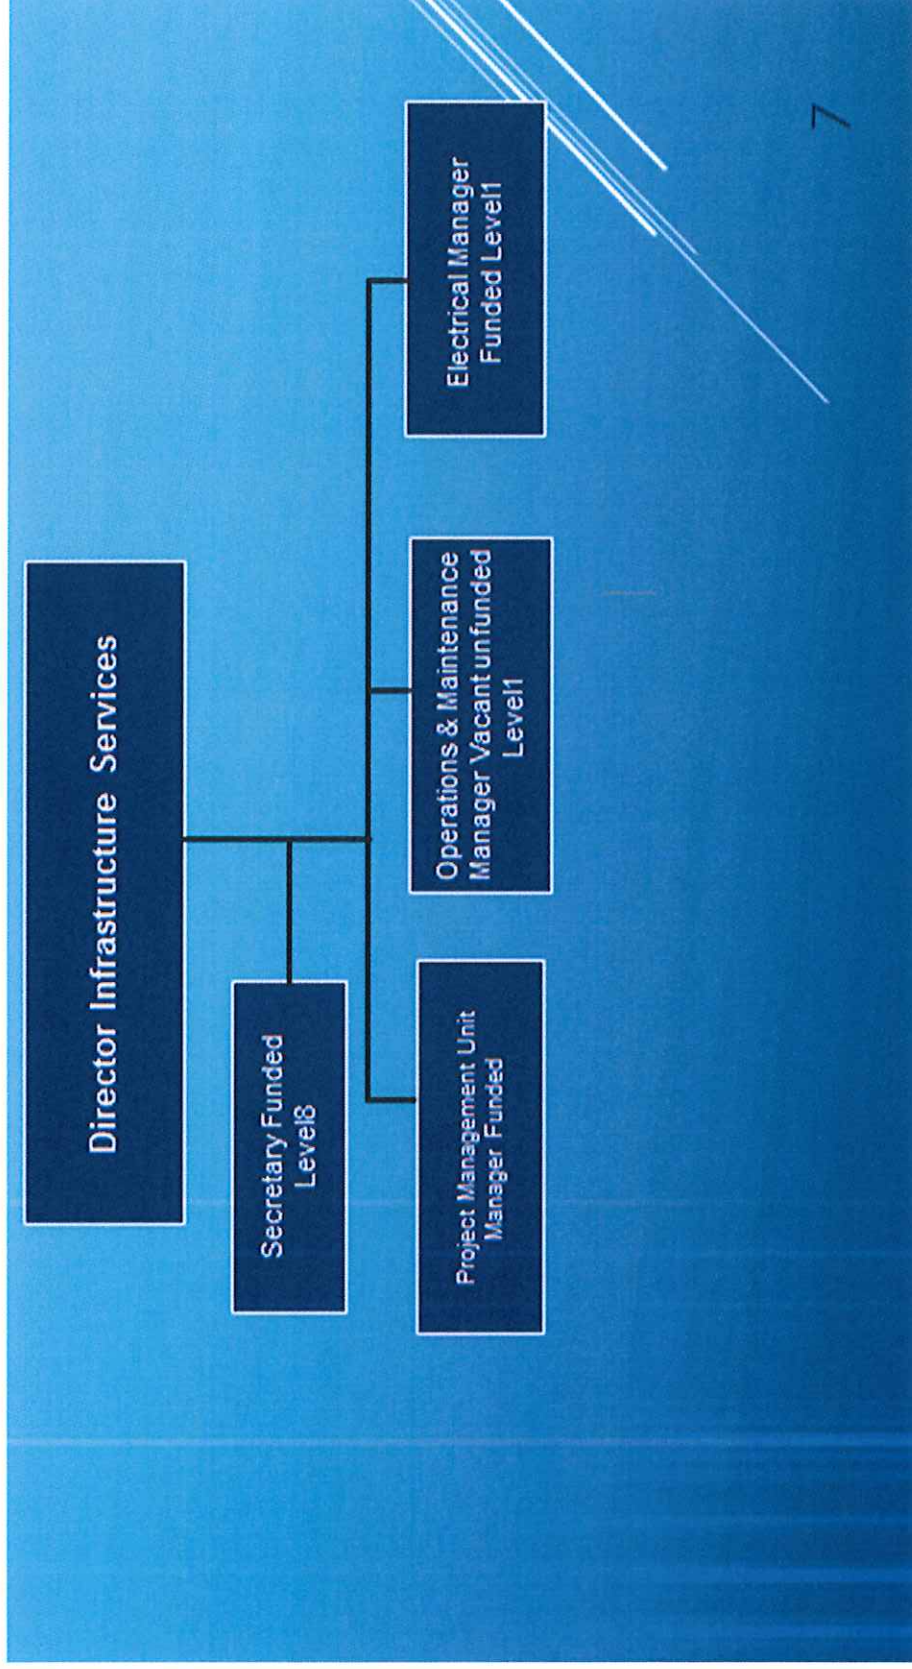 Director Infrastructure Services
Secretary Funded
Level8
Project Management Unit
Manager Funded
Operations & Maintenance
Manager Vacant unfunded
Level1
Electrical Manager
Funded Level1
7